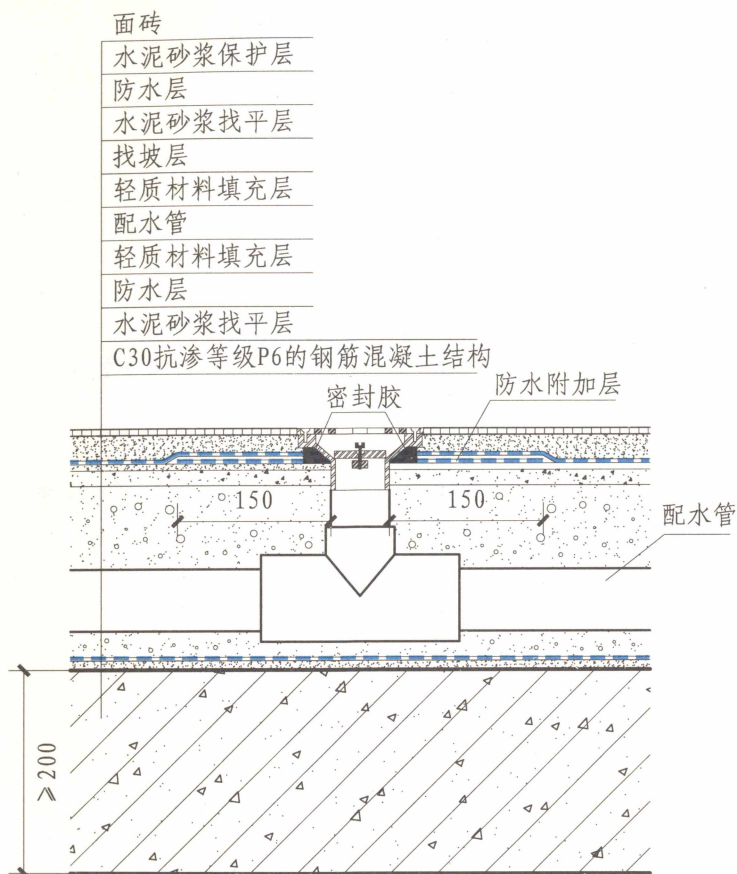 面砖
水泥砂浆保护层
防水层
水泥砂浆找平层
找坡层
轻质材料填充层
配水管
轻质材料填充层
防水层
水泥砂浆找平层
C30抗渗等级P6的钢筋混凝土结构
密封胶
防水附加层
150
150
配水管
≥200